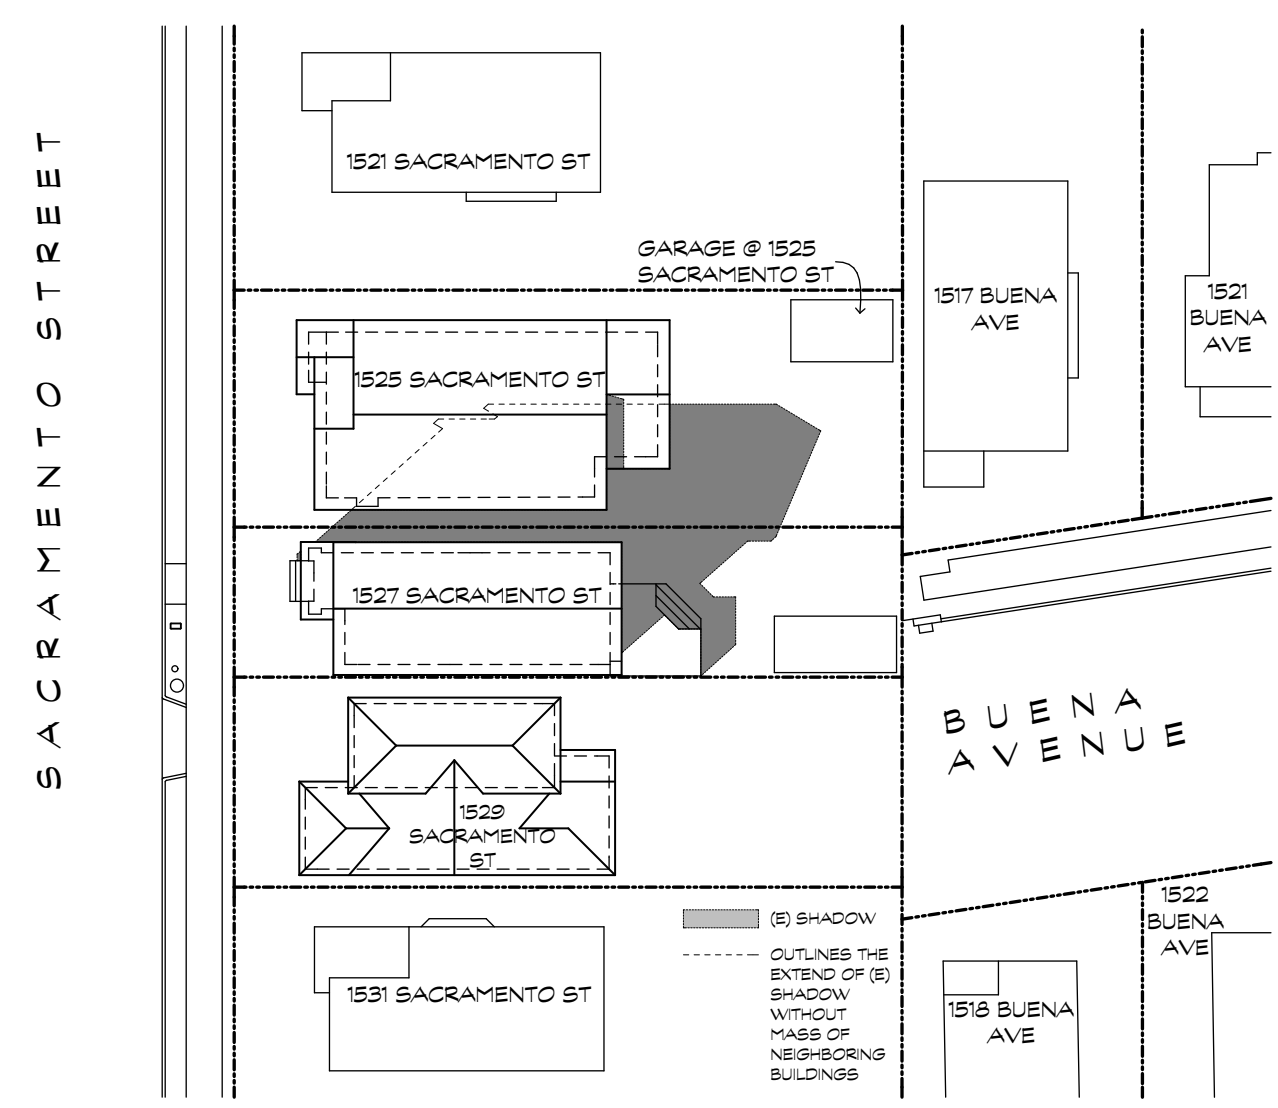 SACRAMENTO STREET
1521 SACRAMENTO ST
GARAGE @ 1525
SACRAMENTO ST
1517 BUENA
AVE
1521
BUENA
AVE
1525 SACRAMENTO ST
1527 SACRAMENTO ST
BUENA
AVENUE
1529
SACRAMENTO
ST
1531 SACRAMENTO ST
(E) SHADOW
OUTLINES THE
EXTEND OF (E)
SHADOW
WITHOUT
MASS OF
NEIGHBORING
BUILDINGS
1522
BUENA
AVE
1518 BUENA
AVE